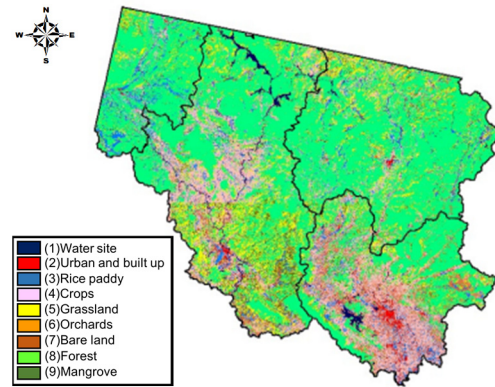 N
W
E
S
(1)Water site
(2)Urban and built up
(3)Rice paddy
(4)Crops
(5)Grassland
(6)Orchards
(7)Bare land
(8)Forest
(9)Mangrove